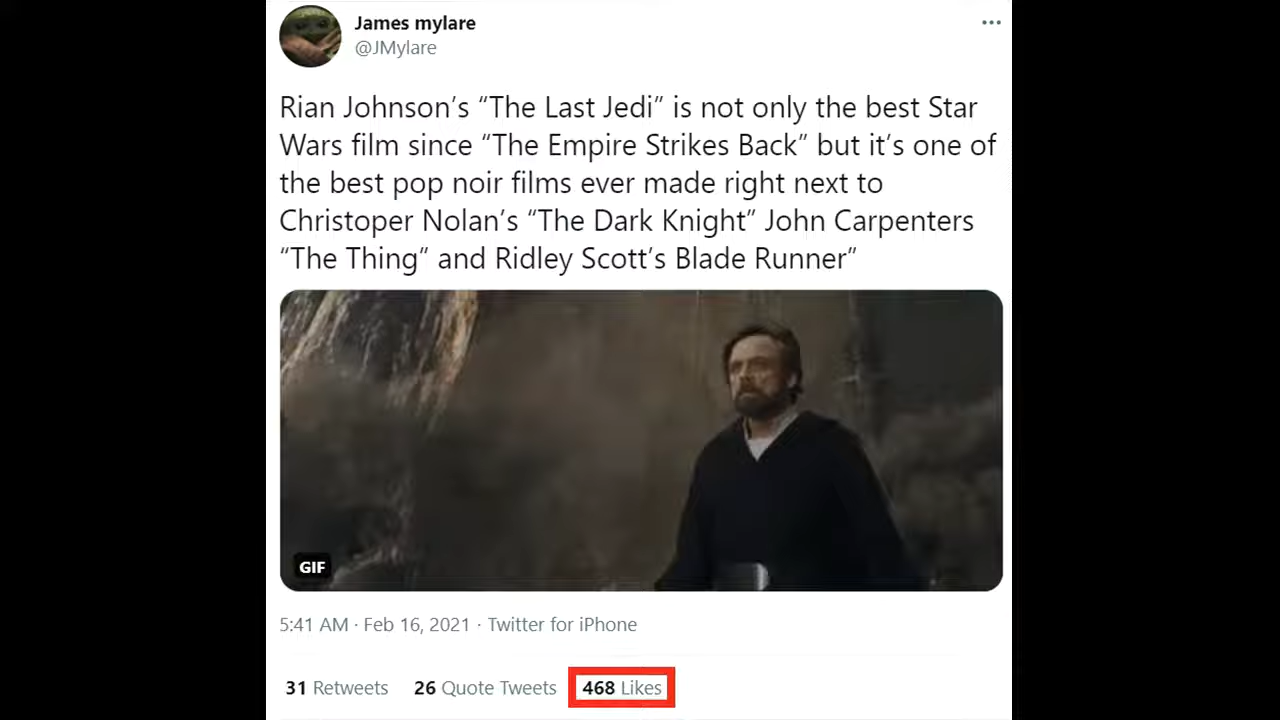 James mylare
@JMylare
Rian Johnson’s “The Last Jedi” is not only the best Star
Wars film since “The Empire Strikes Back” but it’s one of
the best pop noir films ever made right next to
Christoper Nolan’s “The Dark Knight” John Carpenters
“The Thing” and Ridley Scott’s Blade Runner”
GIF
5:41 AM · Feb 16, 2021 · Twitter for iPhone
31 Retweets 26 Quote Tweets 468 Likes